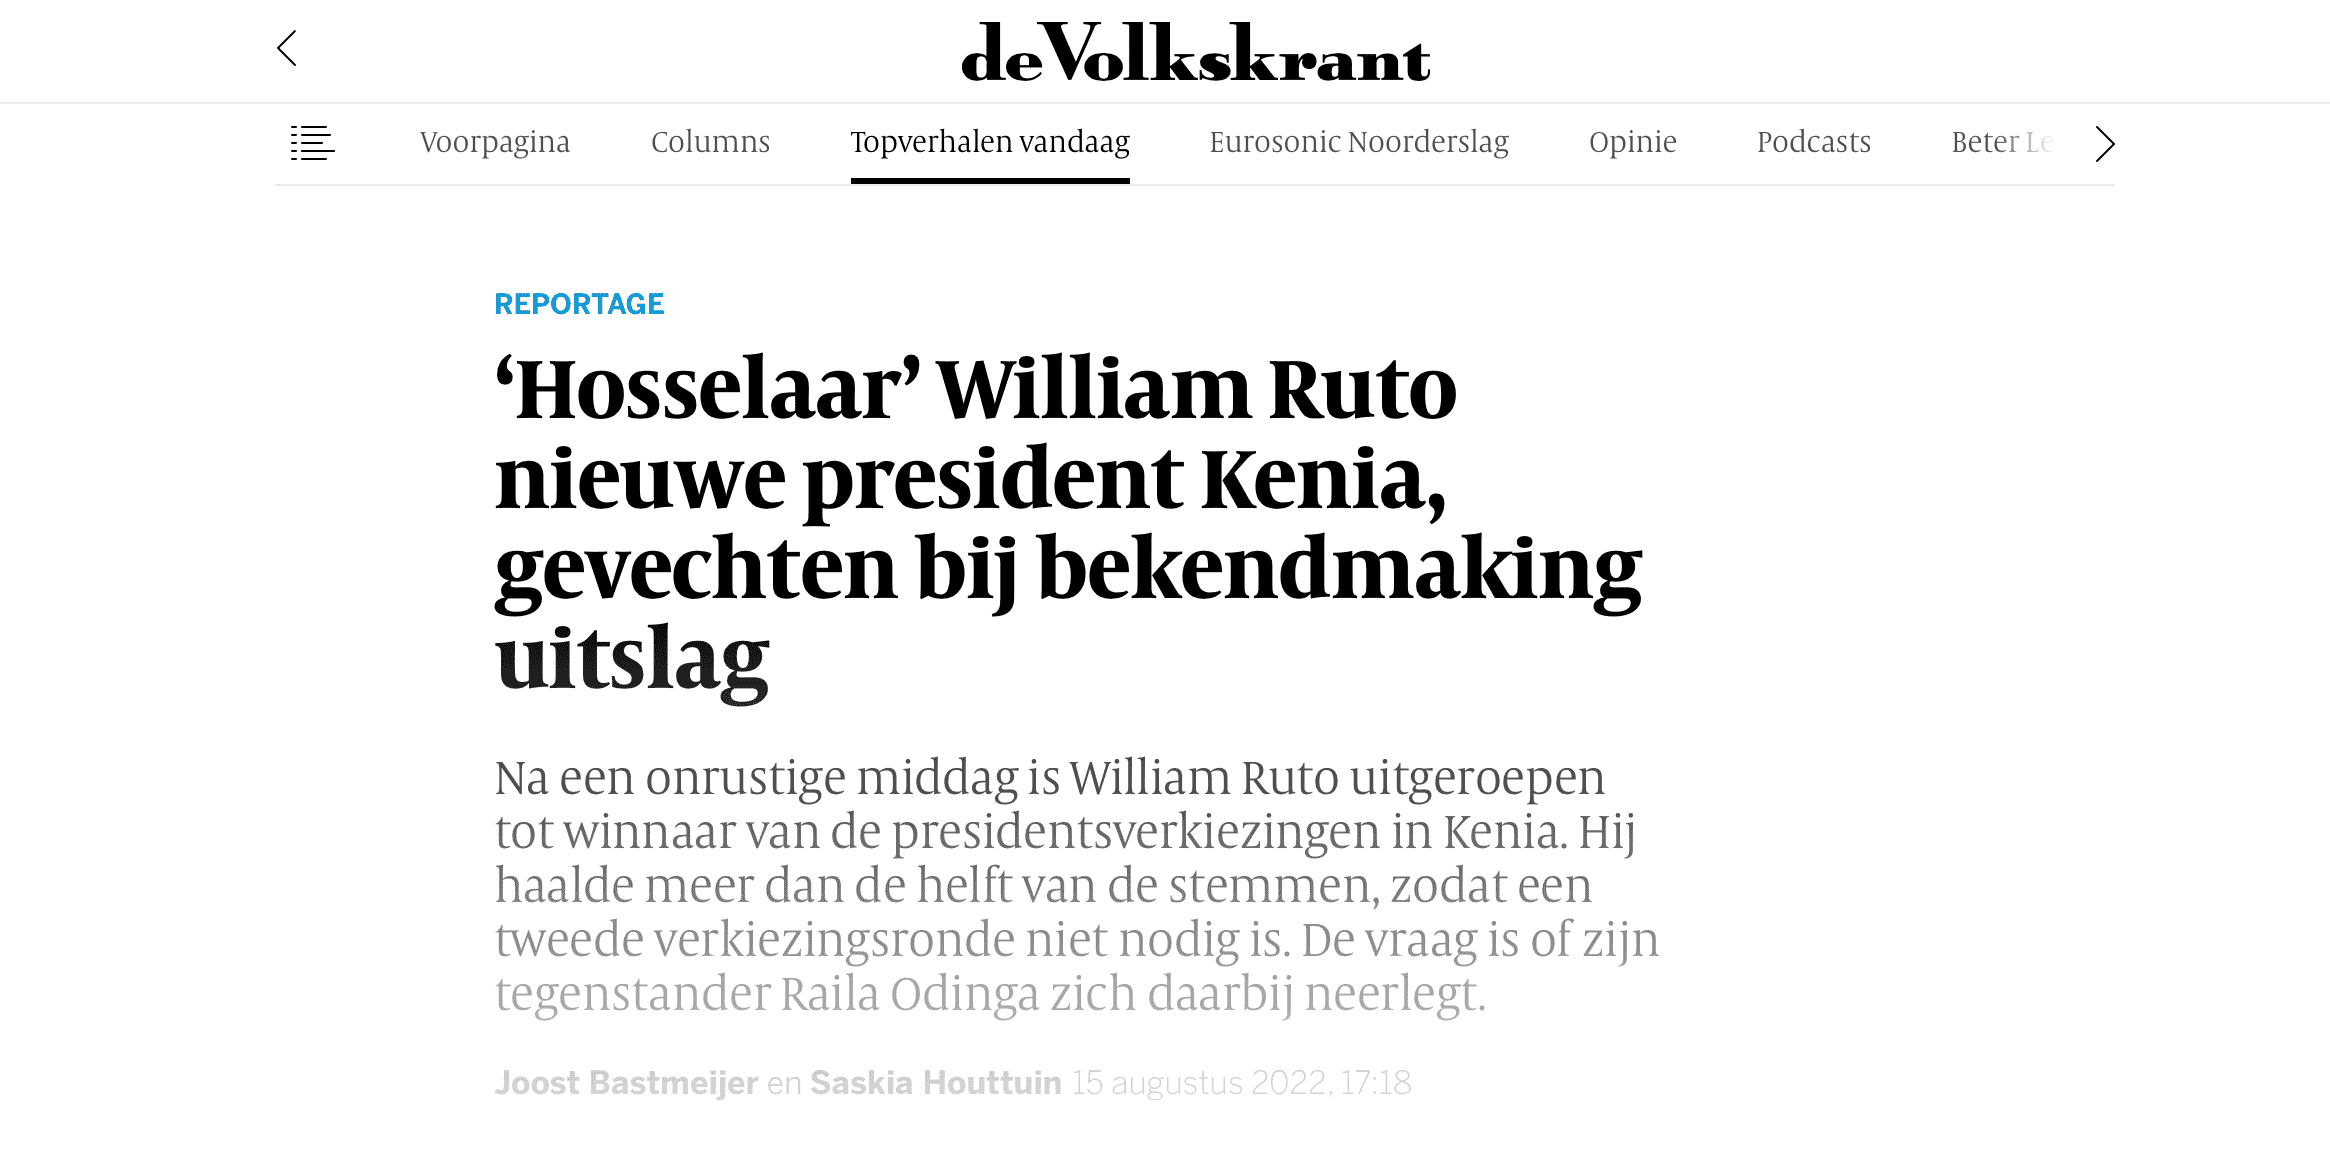 deVolkskrant
Voorpagina Columns Topverhalen vandaag Eurosonic Noorderslag Opinie Podcasts Beter Le
REPORTAGE
‘Hosselaar’ William Ruto
nieuwe president Kenia,
gevechten bij bekendmaking
uitslag
Na een onrustige middag is William Ruto uitgeroepen
tot winnaar van de presidentsverkiezingen in Kenia. Hij
haalde meer dan de helft van de stemmen, zodat een
tweede verkiezingsronde niet nodig is. De vraag is of zijn
tegenstander Raila Odinga zich daarbij neerlegt.
Joost Bastmeijer en Saskia Houttuin 15 augustus 2022, 17:18